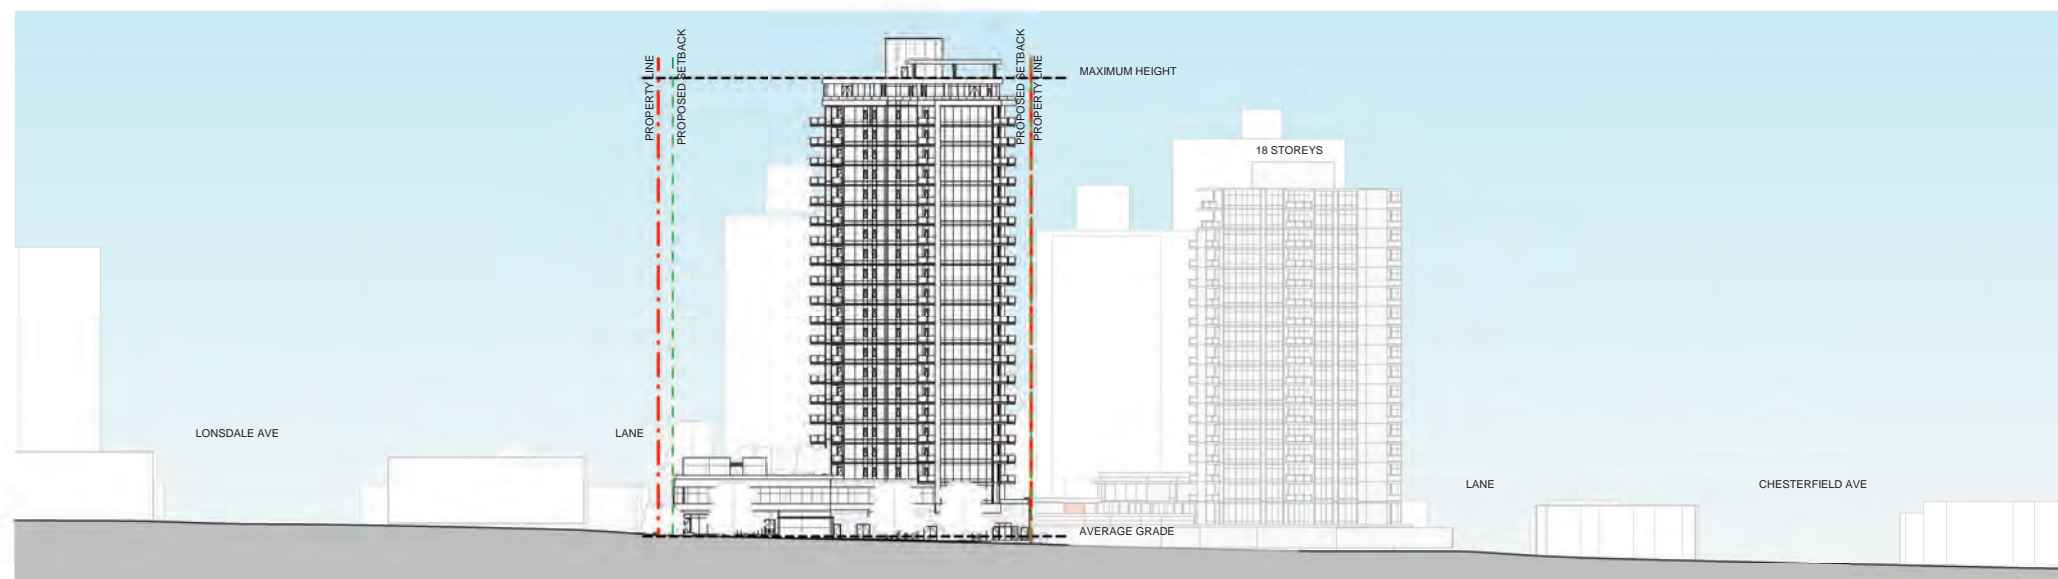 PROPERTY LINE
PROPOSED SETBACK
PROPOSED SETBACK
PROPERTY LINE
MAXIMUM HEIGHT
18 STOREYS
LONSDALE AVE
LANE
LANE
CHESTERFIELD AVE
AVERAGE GRADE